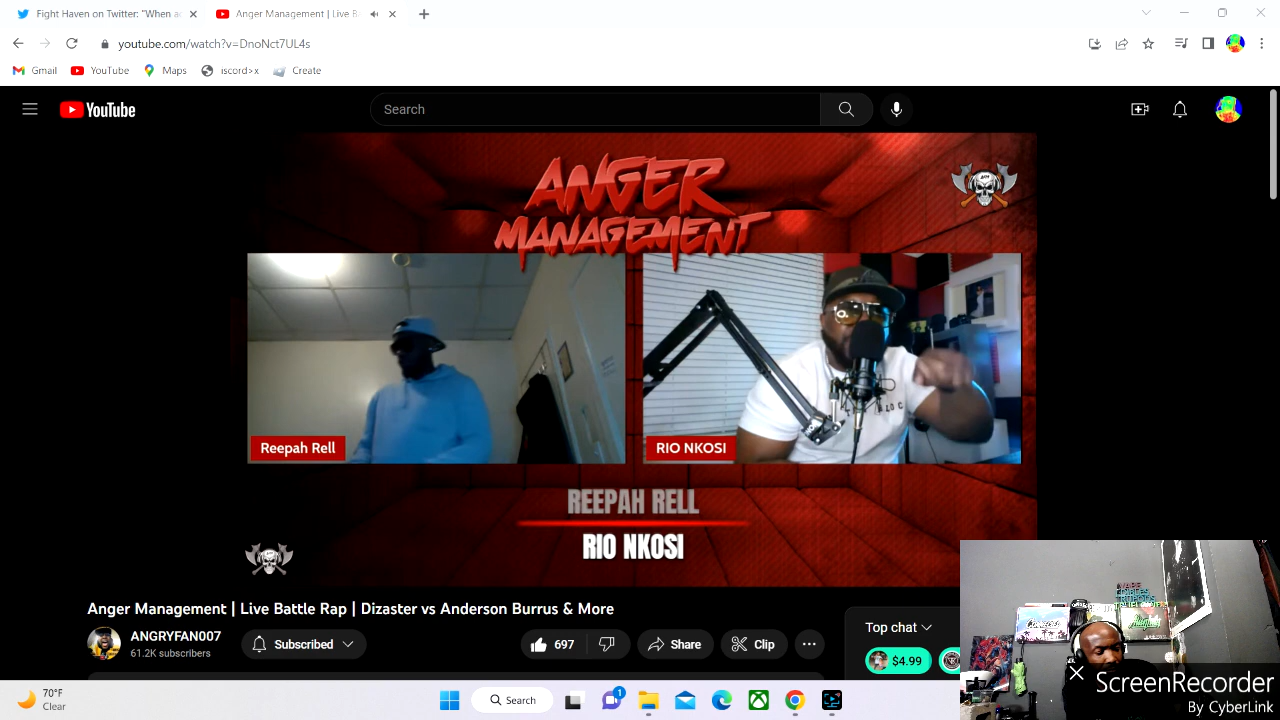 Fight Haven on Twitter: "When a
Anger Management | Live B
youtube.com/watch?v=DnoNct7UL4s
Gmail
YouTube
Maps
iscord>x
Create
YouTube
Search
ANGER
MANAGEMENT
Reepah Rell
RIO NKOSI
REEPAH RELL
RIO NKOSI
Anger Management | Live Battle Rap | Dizaster vs Anderson Burrus & More
ANGRYFAN007
61.2K subscribers
Subscribed
697
Share
Clip
Top chat
$4.99
70°F
Clear
Search
1
ScreenRecorder
By CyberLink